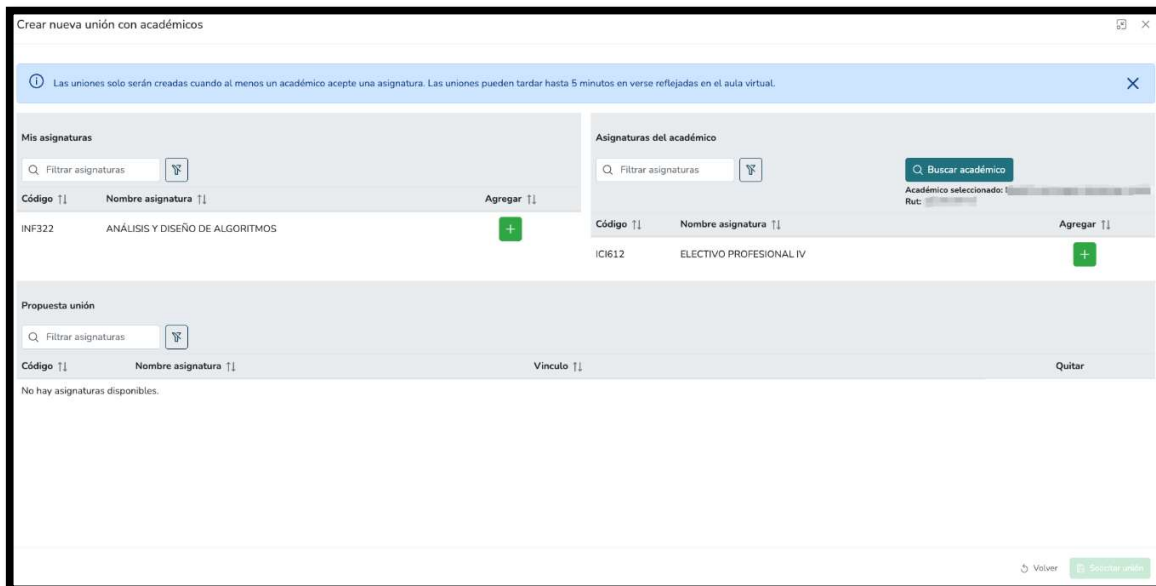 Crear nueva unión con académicos
Las uniones solo serán creadas cuando al menos un académico acepte una asignatura. Las uniones pueden tardar hasta 5 minutos en verse reflejadas en el aula virtual.
Mis asignaturas
Filtrar asignaturas
Código Nombre asignatura Agregar
INF322 ANÁLISIS Y DISEÑO DE ALGORITMOS
Asignaturas del académico
Filtrar asignaturas Buscar académico
Académico seleccionado:
Rut:
Código Nombre asignatura Agregar
ICI612 ELECTIVO PROFESIONAL IV
Propuesta unión
Filtrar asignaturas
Código Nombre asignatura Vinculo Quitar
No hay asignaturas disponibles.
Volver Solicitar unión